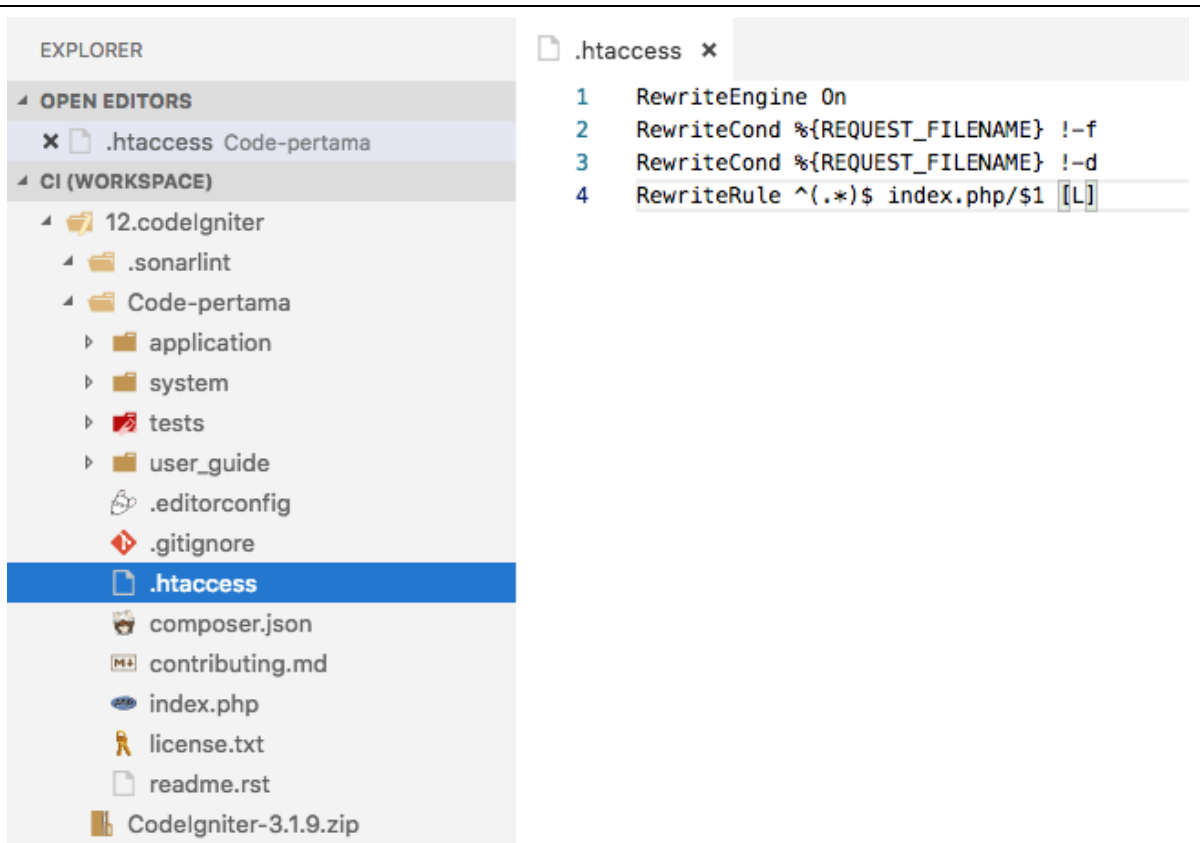 EXPLORER
OPEN EDITORS
.htaccess Code-pertama
CI (WORKSPACE)
12.codeIgniter
.sonarlint
Code-pertama
application
system
tests
user_guide
.editorconfig
.gitignore
.htaccess
composer.json
contributing.md
index.php
license.txt
readme.rst
CodeIgniter-3.1.9.zip
.htaccess
1 RewriteEngine On
2 RewriteCond %{REQUEST_FILENAME} !-f
3 RewriteCond %{REQUEST_FILENAME} !-d
4 RewriteRule ^(.*)$ index.php/$1 [L]